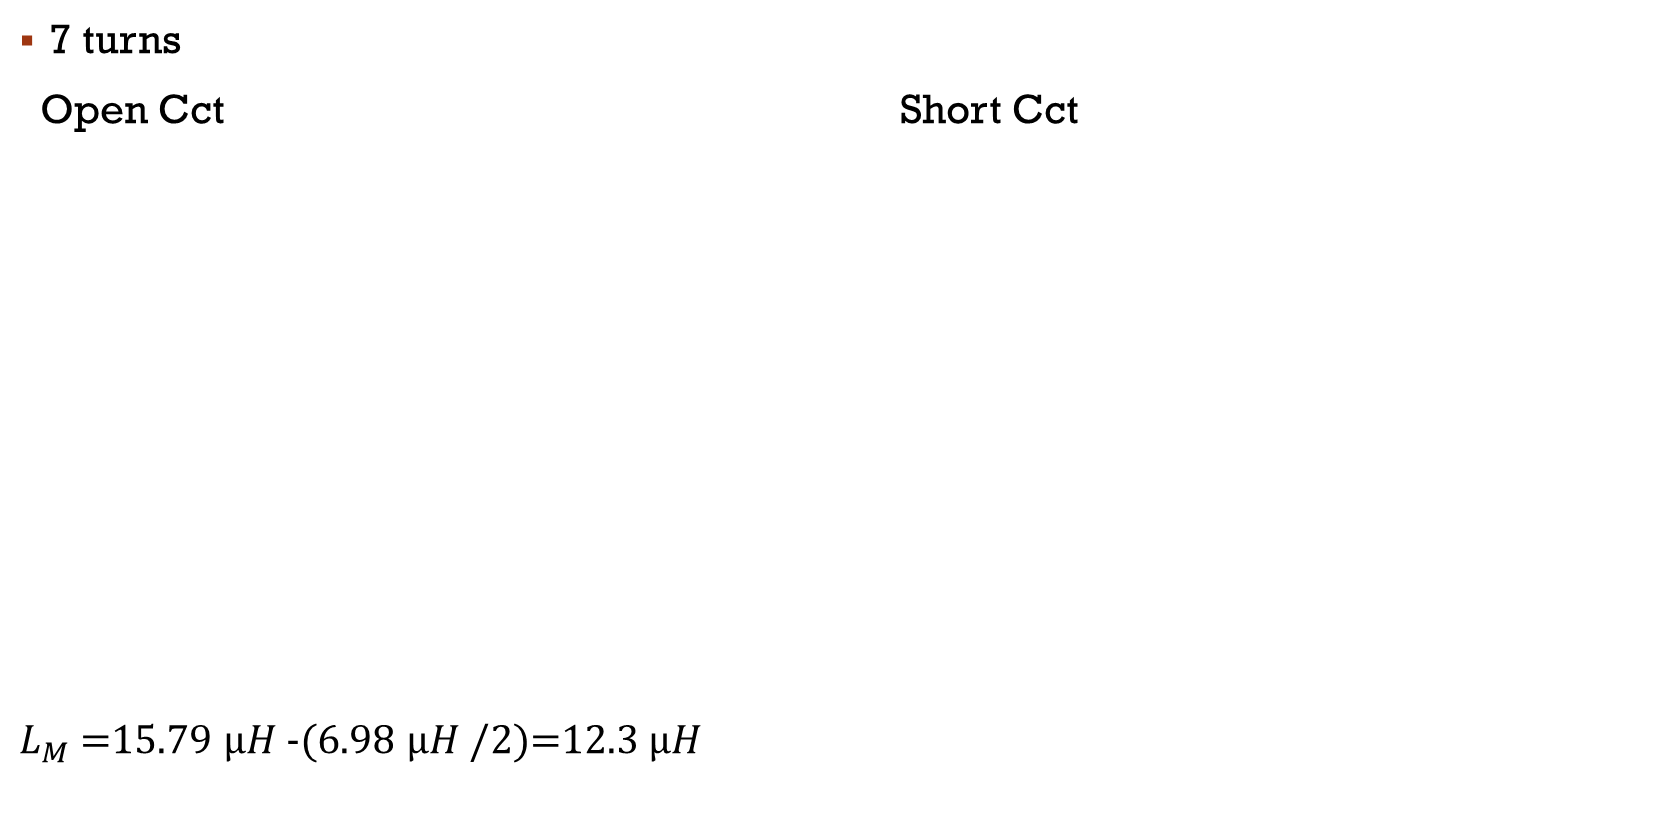 ▪ 7 turns
Open Cct
Short Cct
L_M =15.79 μH -(6.98 μH /2)=12.3 μH